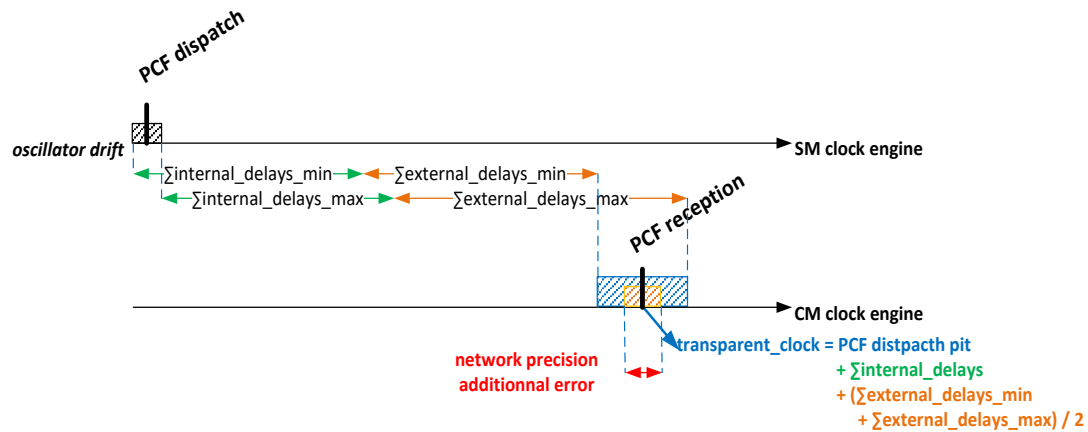 PCF dispatch
oscillator drift
SM clock engine
∑internal_delays_min
∑external_delays_min
∑internal_delays_max
∑external_delays_max
PCF reception
CM clock engine
transparent_clock = PCF distpacth pit
+ ∑internal_delays
+ (∑external_delays_min
+ ∑external_delays_max) / 2
network precision
additionnal error